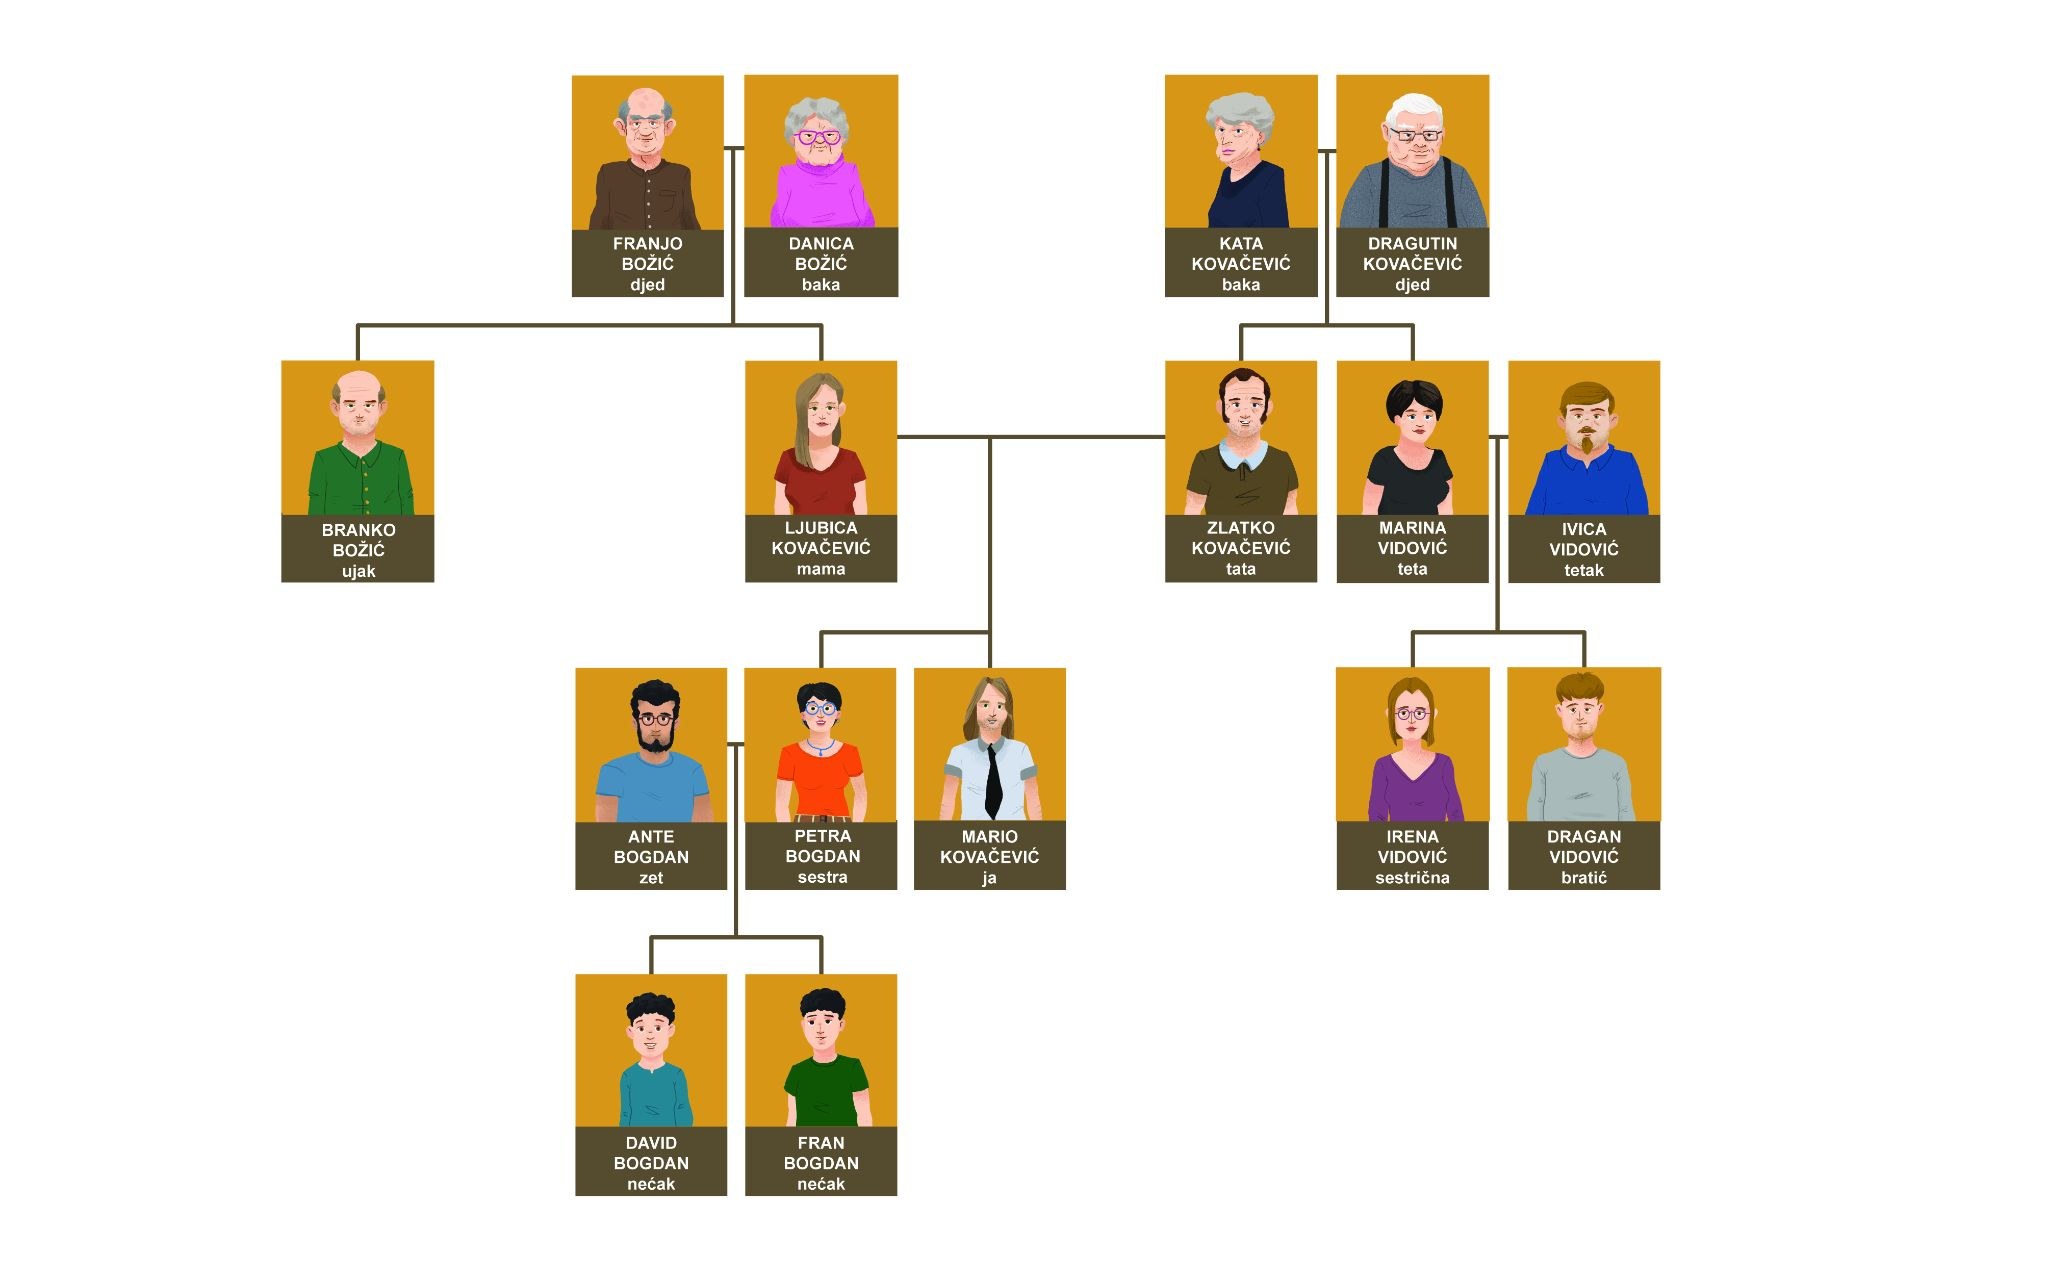 FRANJO
BOŽIĆ
djed
DANICA
BOŽIĆ
baka
KATA
KOVAČEVIĆ
baka
DRAGUTIN
KOVAČEVIĆ
djed
BRANKO
BOŽIĆ
ujak
LJUBICA
KOVAČEVIĆ
mama
ZLATKO
KOVAČEVIĆ
tata
MARINA
VIDOVIĆ
teta
IVICA
VIDOVIĆ
tetak
ANTE
BOGDAN
zet
PETRA
BOGDAN
sestra
MARIO
KOVAČEVIĆ
ja
IRENA
VIDOVIĆ
sestrična
DRAGAN
VIDOVIĆ
bratić
DAVID
BOGDAN
nećak
FRAN
BOGDAN
nećak